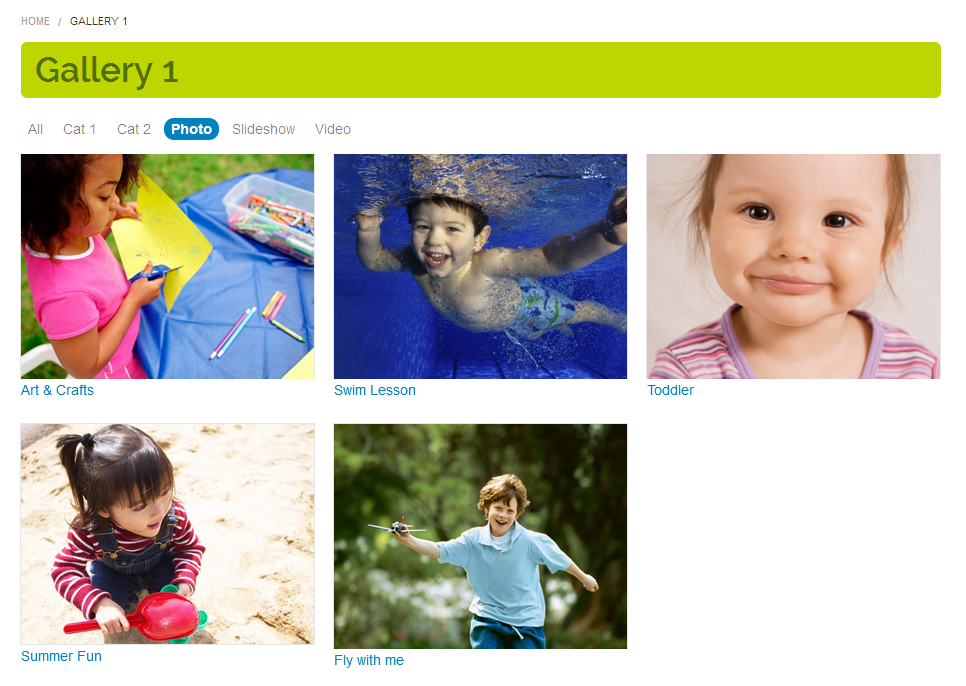 HOME / GALLERY 1
Gallery 1
All Cat 1 Cat 2 Photo Slideshow Video
Art & Crafts Swim Lesson Toddler
Summer Fun Fly with me